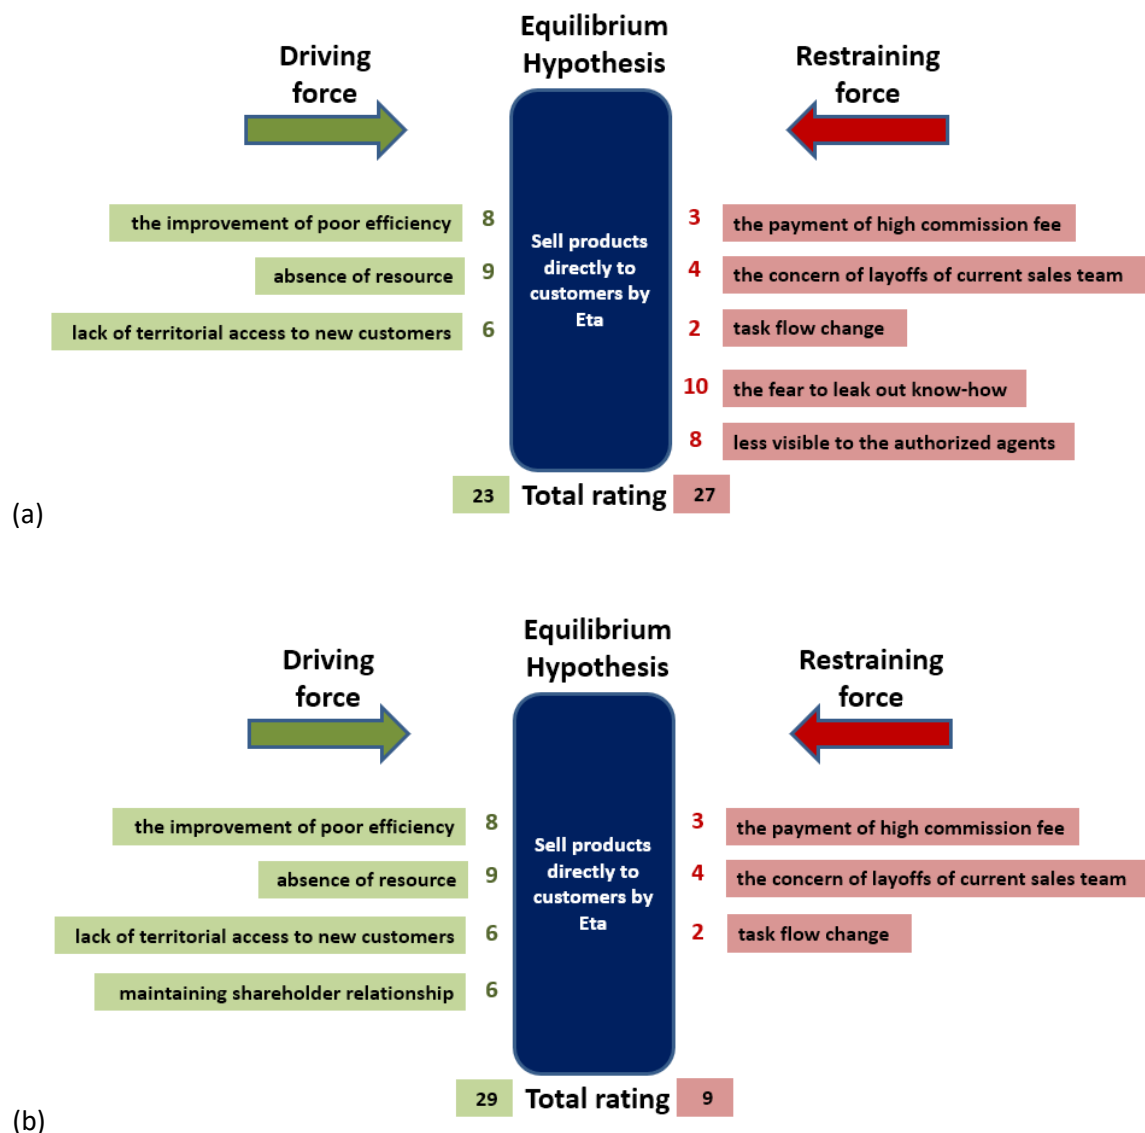 Equilibrium
Hypothesis
Driving
force
Restraining
force
the improvement of poor efficiency
8
absence of resource
9
lack of territorial access to new customers
6
Sell products
directly to
customers by
Eta
3
the payment of high commission fee
4
the concern of layoffs of current sales team
2
task flow change
10
the fear to leak out know-how
8
less visible to the authorized agents
23
Total rating
27
(a)
Equilibrium
Hypothesis
Driving
force
Restraining
force
the improvement of poor efficiency
8
absence of resource
9
lack of territorial access to new customers
6
maintaining shareholder relationship
6
Sell products
directly to
customers by
Eta
3
the payment of high commission fee
4
the concern of layoffs of current sales team
2
task flow change
29
Total rating
9
(b)